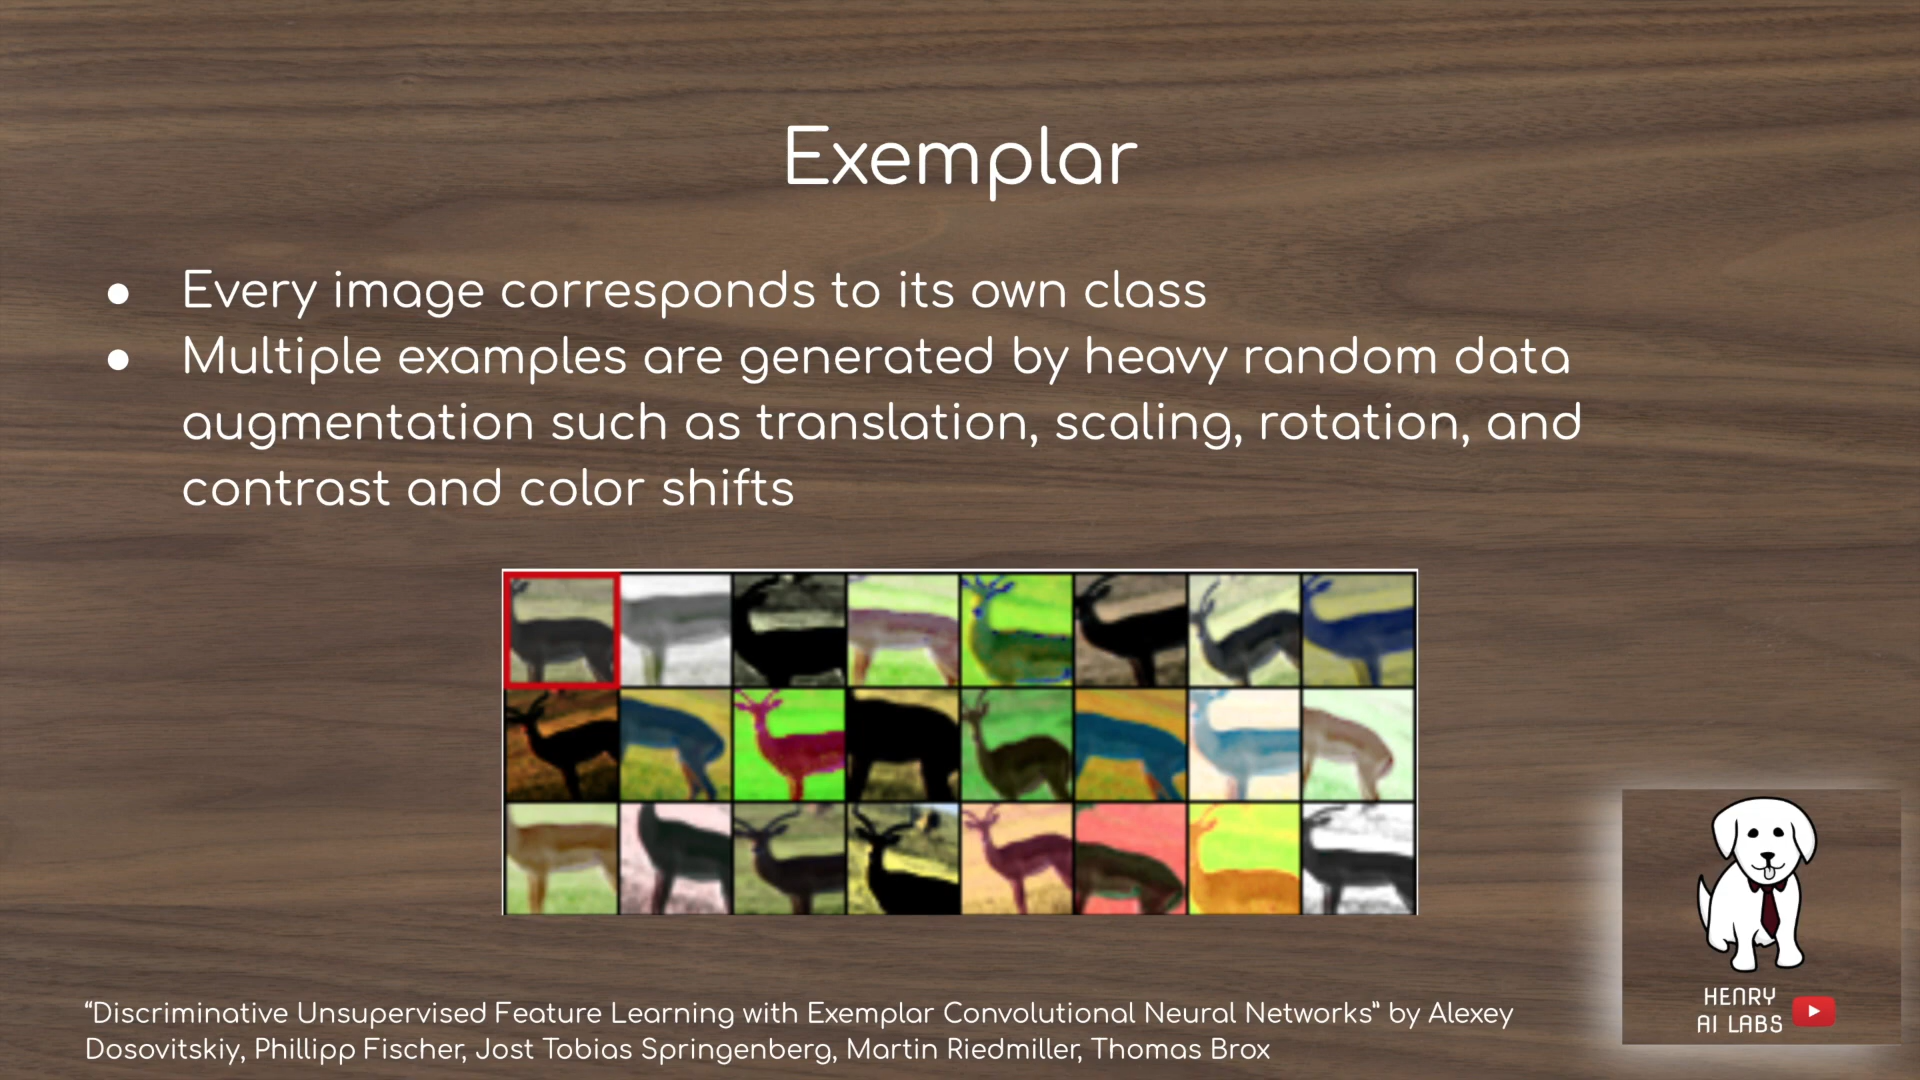 Exemplar
● Every image corresponds to its own class
● Multiple examples are generated by heavy random data
augmentation such as translation, scaling, rotation, and
contrast and color shifts
“Discriminative Unsupervised Feature Learning with Exemplar Convolutional Neural Networks” by Alexey
Dosovitskiy, Phillipp Fischer, Jost Tobias Springenberg, Martin Riedmiller, Thomas Brox
HENRY
AI LABS